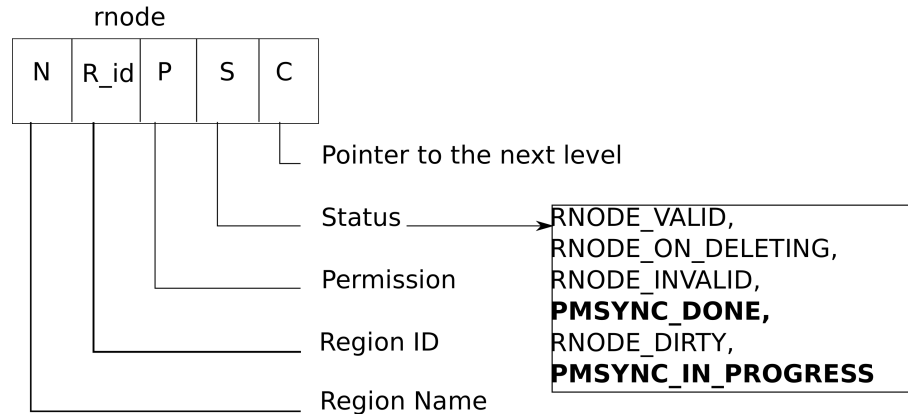 rnode
N R_id P S C
Pointer to the next level
Status
RNODE_VALID,
RNODE_ON_DELETING,
RNODE_INVALID,
PMSYNC_DONE,
RNODE_DIRTY,
PMSYNC_IN_PROGRESS
Permission
Region ID
Region Name